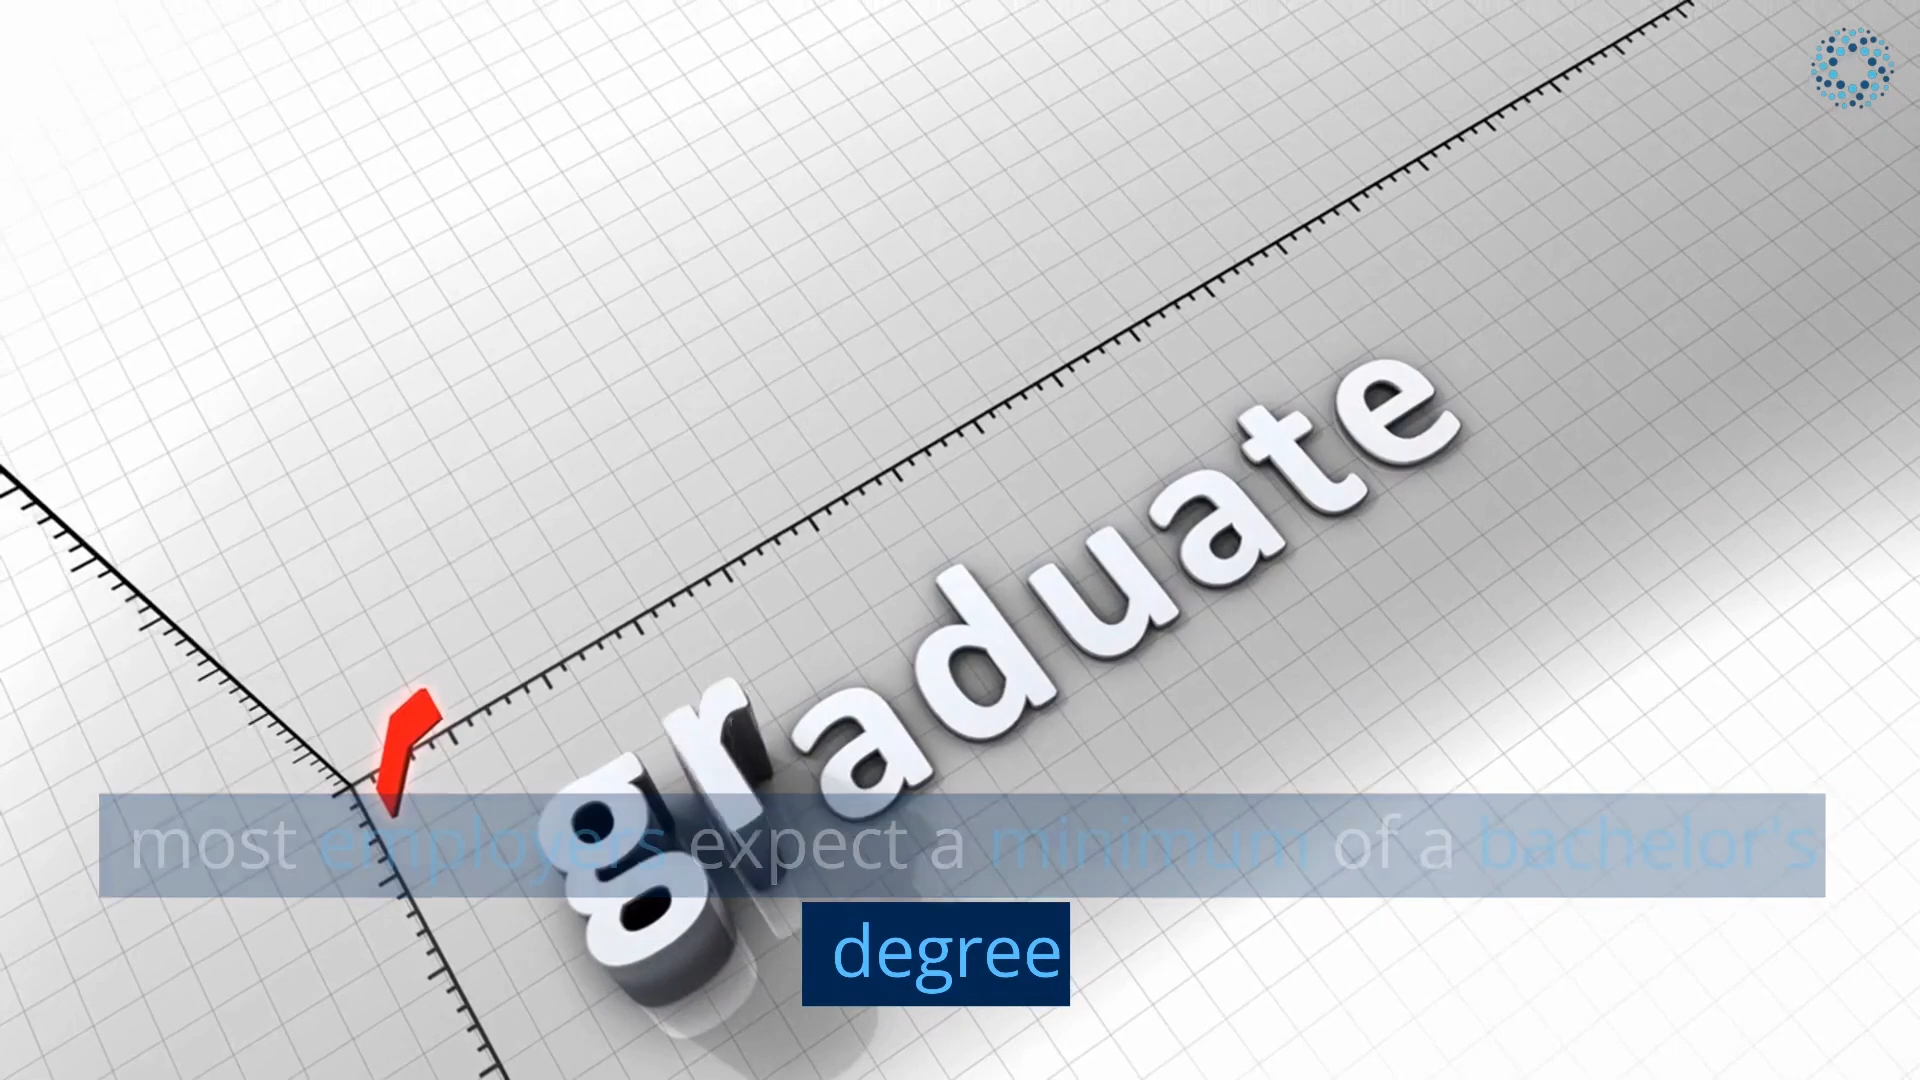 graduate
most employers expect a minimum of a bachelor's
degree